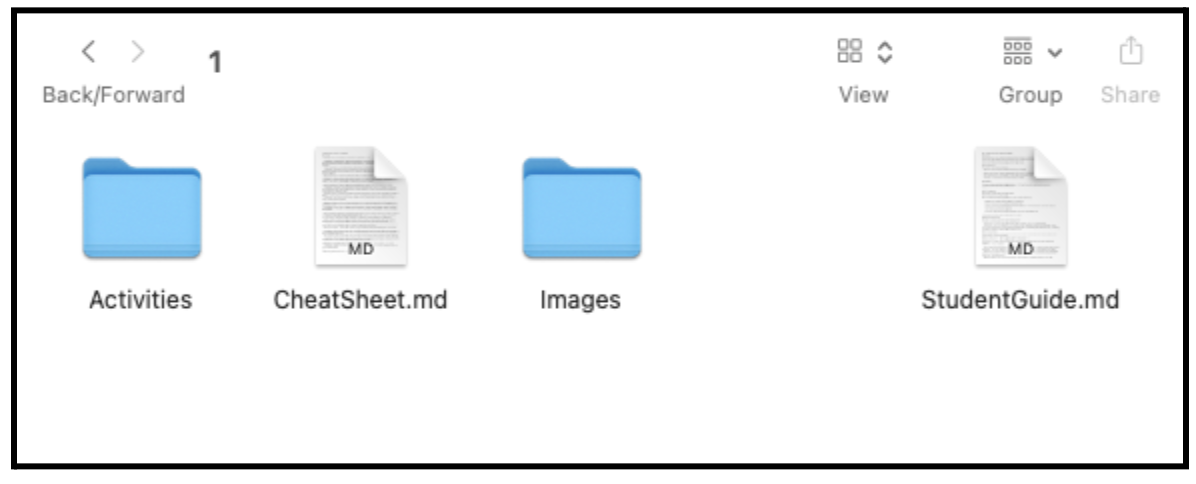 1
Back/Forward
View
Group
Share
MD
MD
Activities
CheatSheet.md
Images
StudentGuide.md